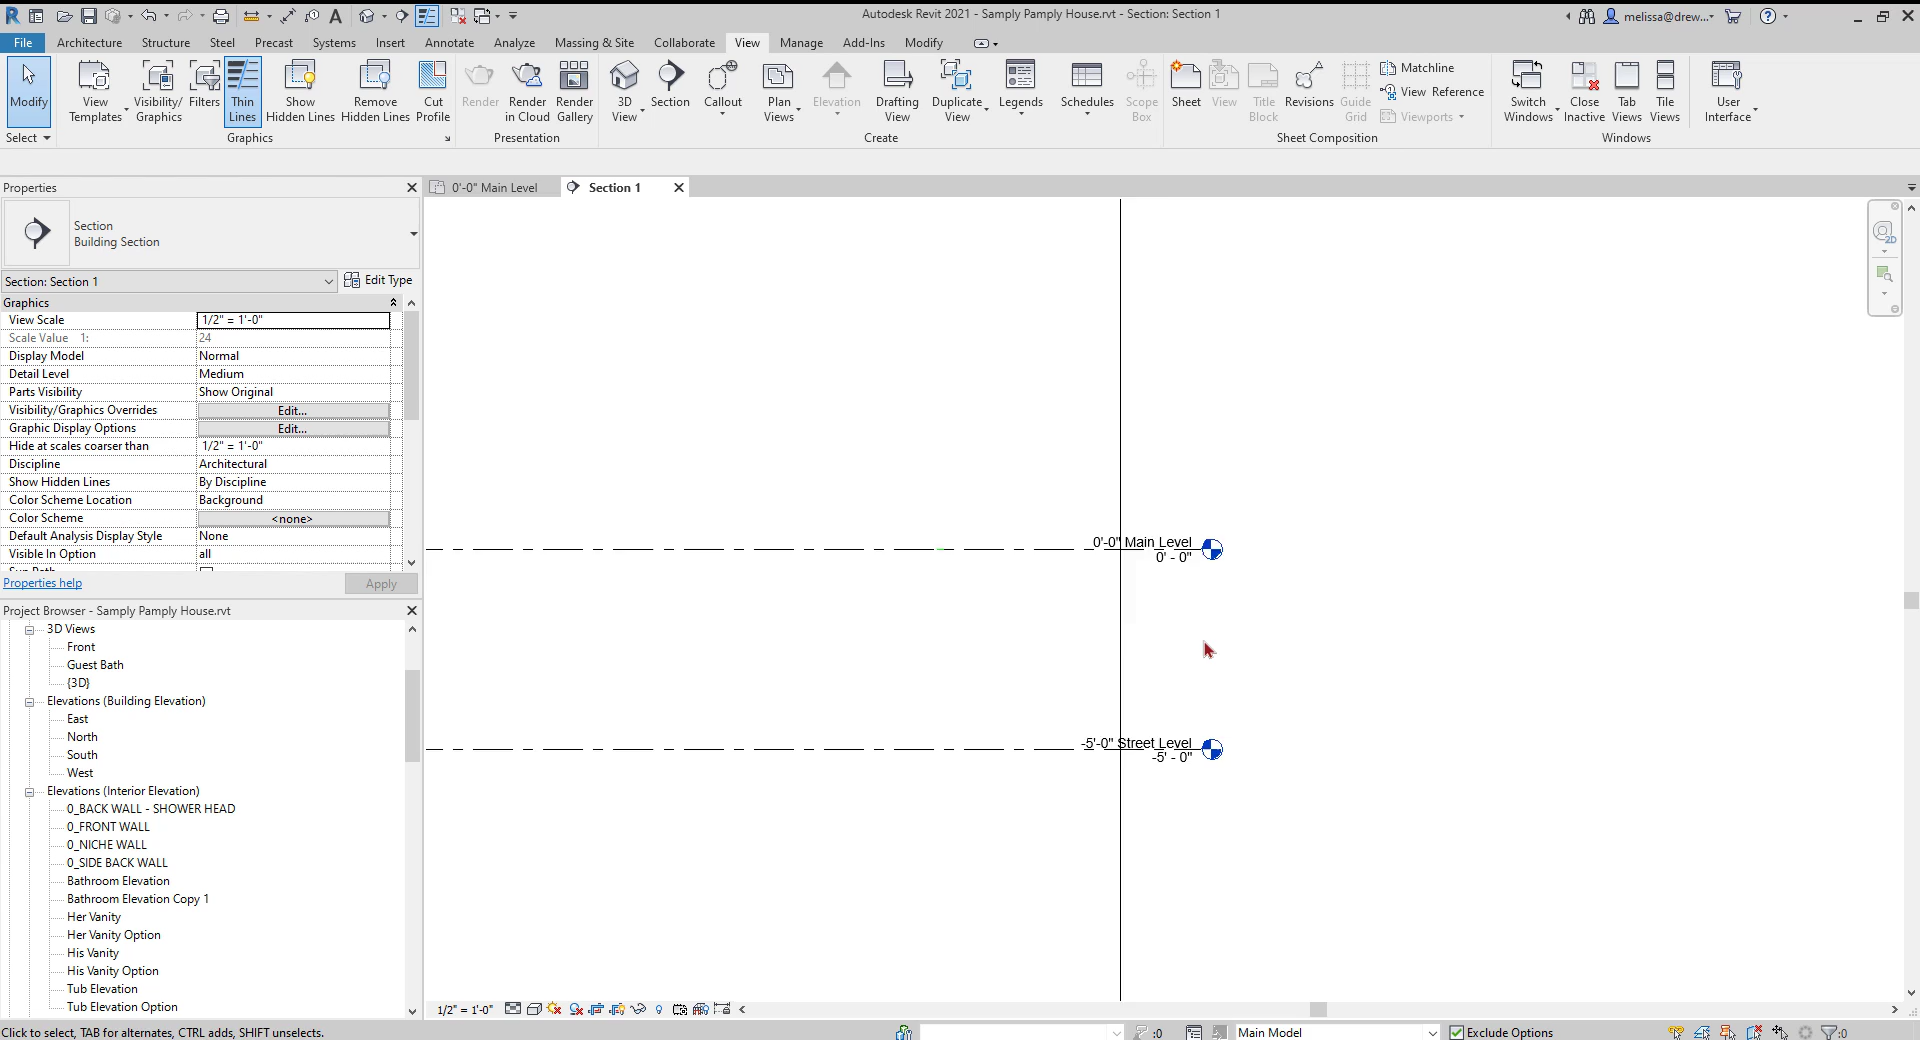 Autodesk Revit 2021 - Samply Pamply House.rvt - Section: Section 1
melissa@drew...
File Architecture Structure Steel Precast Systems Insert Annotate Analyze Massing & Site Collaborate View Manage Add-Ins Modify
Modify
View Templates
Visibility/ Graphics
Filters
Thin Lines
Show Hidden Lines
Remove Hidden Lines
Cut Profile
Render
Render in Cloud
Render Gallery
3D View
Section
Callout
Plan Views
Elevation
Drafting View
Duplicate View
Legends
Schedules
Scope Box
Sheet
View
Title Block
Revisions
Guide Grid
Matchline
View Reference
Viewports
Switch Windows
Close Inactive
Tab Views
Tile Views
User Interface
Select
Graphics
Presentation
Create
Sheet Composition
Windows
Properties
0'-0" Main Level
Section 1
2D
Section
Building Section
Section: Section 1
Edit Type
Graphics
View Scale 1/2" = 1'-0"
Scale Value 1: 24
Display Model Normal
Detail Level Medium
Parts Visibility Show Original
Visibility/Graphics Overrides Edit...
Graphic Display Options Edit...
Hide at scales coarser than 1/2" = 1'-0"
Discipline Architectural
Show Hidden Lines By Discipline
Color Scheme Location Background
Color Scheme <none>
Default Analysis Display Style None
Visible In Option all
Properties help
Apply
Project Browser - Samply Pamply House.rvt
3D Views
Front
Guest Bath
{3D}
Elevations (Building Elevation)
East
North
South
West
Elevations (Interior Elevation)
0_BACK WALL - SHOWER HEAD
0_FRONT WALL
0_NICHE WALL
0_SIDE BACK WALL
Bathroom Elevation
Bathroom Elevation Copy 1
Her Vanity
Her Vanity Option
His Vanity
His Vanity Option
Tub Elevation
Tub Elevation Option
0'-0" Main Level
0' - 0"
-5'-0" Street Level
-5' - 0"
1/2" = 1'-0"
Click to select, TAB for alternates, CTRL adds, SHIFT unselects.
:0
Main Model
Exclude Options
:0